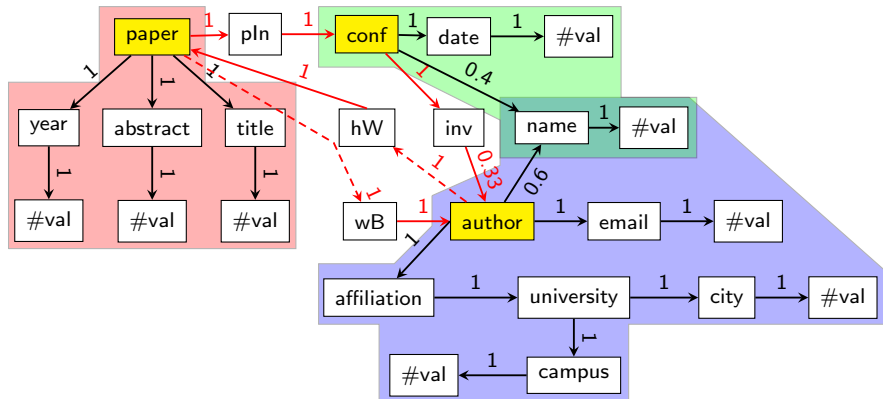 paper 1 pIn 1 conf 1 date 1 #val
1 1 1 1 1 0.4
year abstract title hW inv name 1 #val
1 1 1 1 1 0.33 0.6
#val #val #val wB 1 author 1 email 1 #val
1
affiliation 1 university 1 city 1 #val
1
#val 1 campus